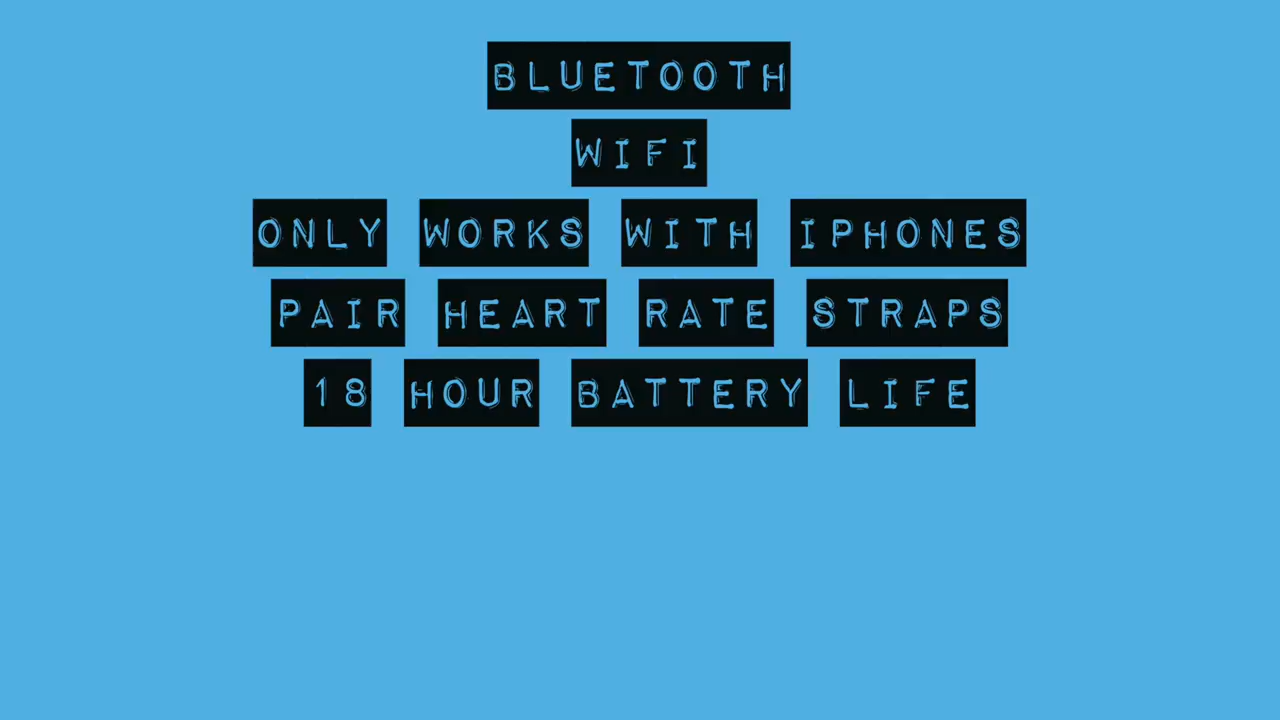 BLUETOOTH
WIFI
ONLY WORKS WITH IPHONES
PAIR HEART RATE STRAPS
18 HOUR BATTERY LIFE